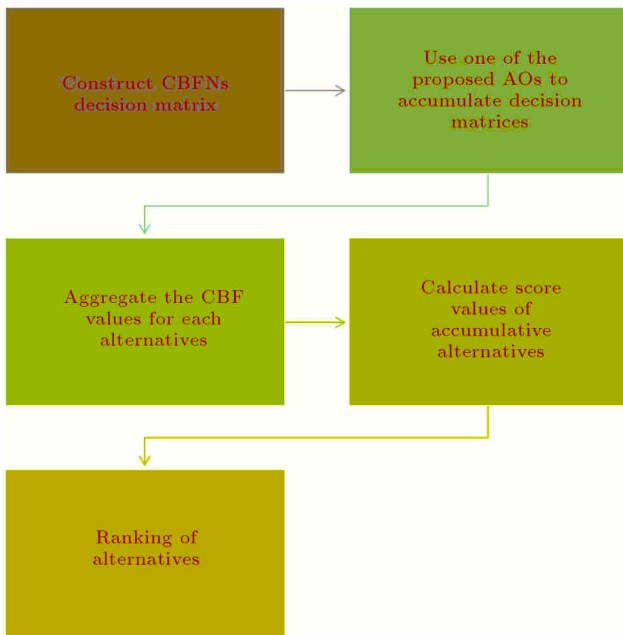 Construct CBFNs
decision matrix
Use one of the
proposed AOs to
accumulate decision
matrices
Aggregate the CBF
values for each
alternatives
Calculate score
values of
accumulative
alternatives
Ranking of
alternatives